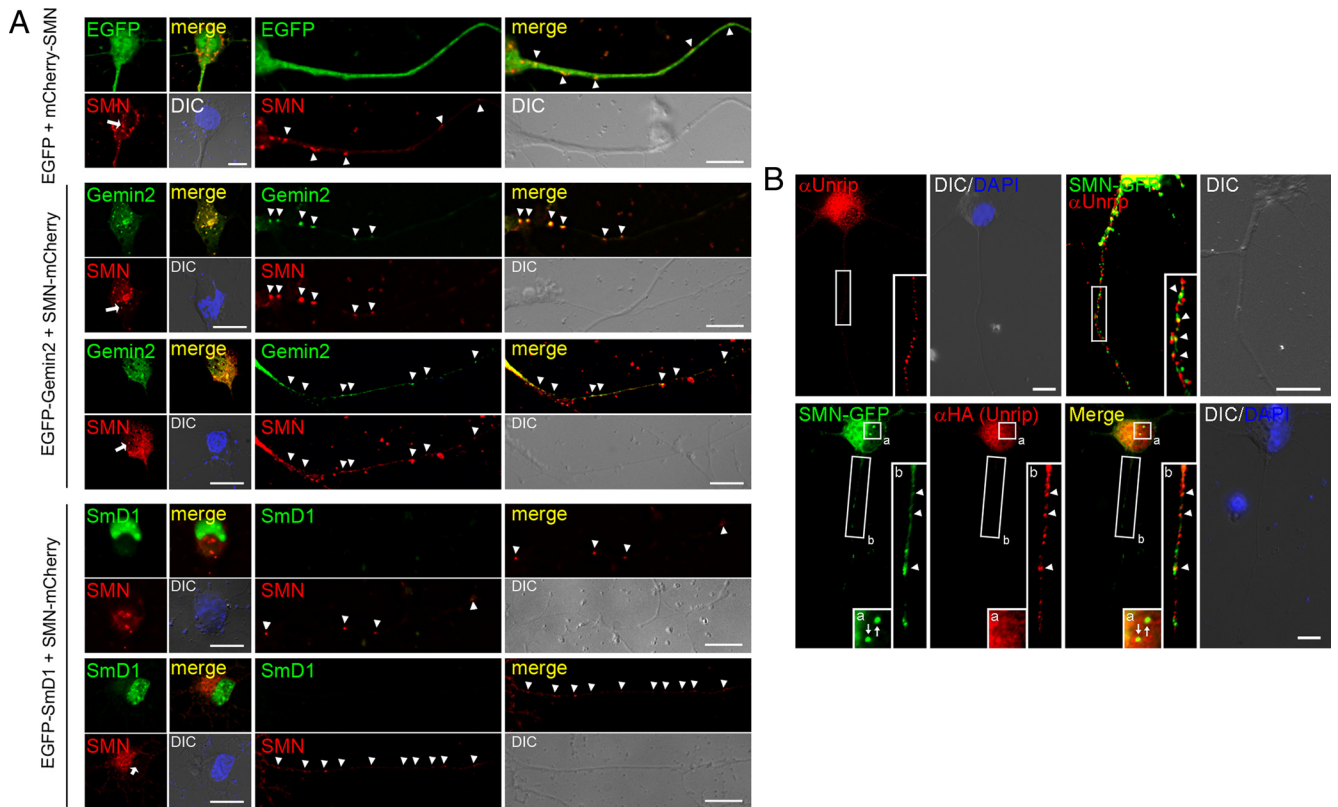 A
EGFP + mCherry-SMN
EGFP
merge
EGFP
merge
SMN
DIC
SMN
DIC
EGFP-Gemin2 + SMN-mCherry
Gemin2
merge
Gemin2
merge
SMN
DIC
SMN
DIC
Gemin2
merge
Gemin2
merge
SMN
DIC
SMN
DIC
EGFP-SmD1 + SMN-mCherry
SmD1
merge
SmD1
merge
SMN
DIC
SMN
DIC
SmD1
merge
SmD1
merge
SMN
DIC
SMN
DIC
B
αUnrip
DIC/DAPI
SMN-GFP
αUnrip
DIC
SMN-GFP
a
b
b
a
αHA (Unrip)
a
b
b
a
Merge
a
b
b
a
DIC/DAPI